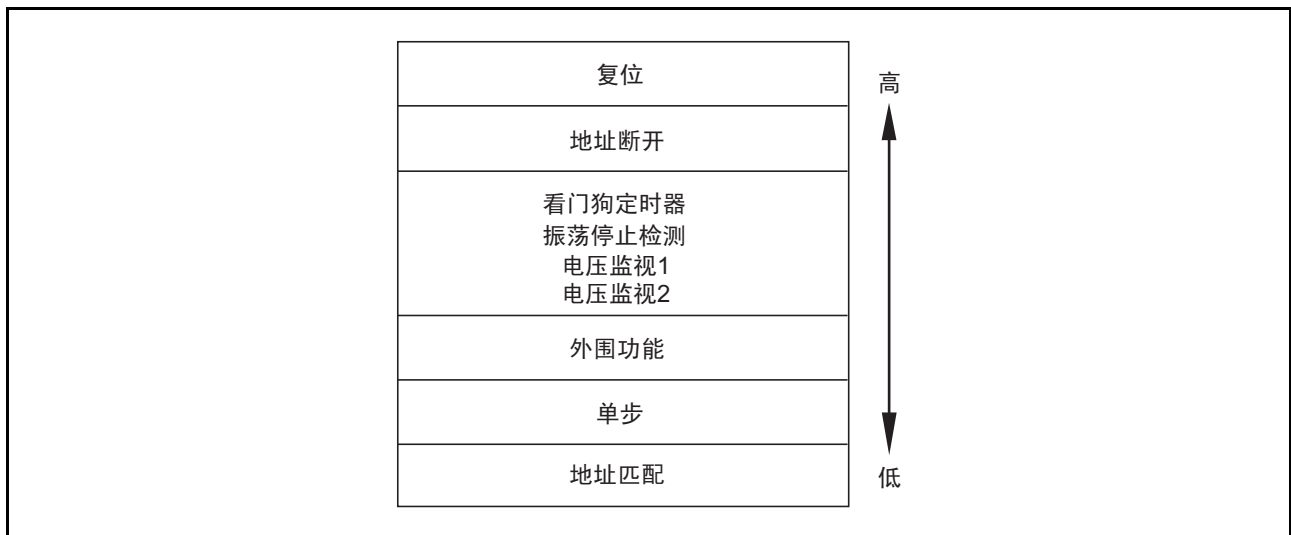 复位
高
地址断开
看门狗定时器
振荡停止检测
电压监视1
电压监视2
外围功能
单步
地址匹配
低